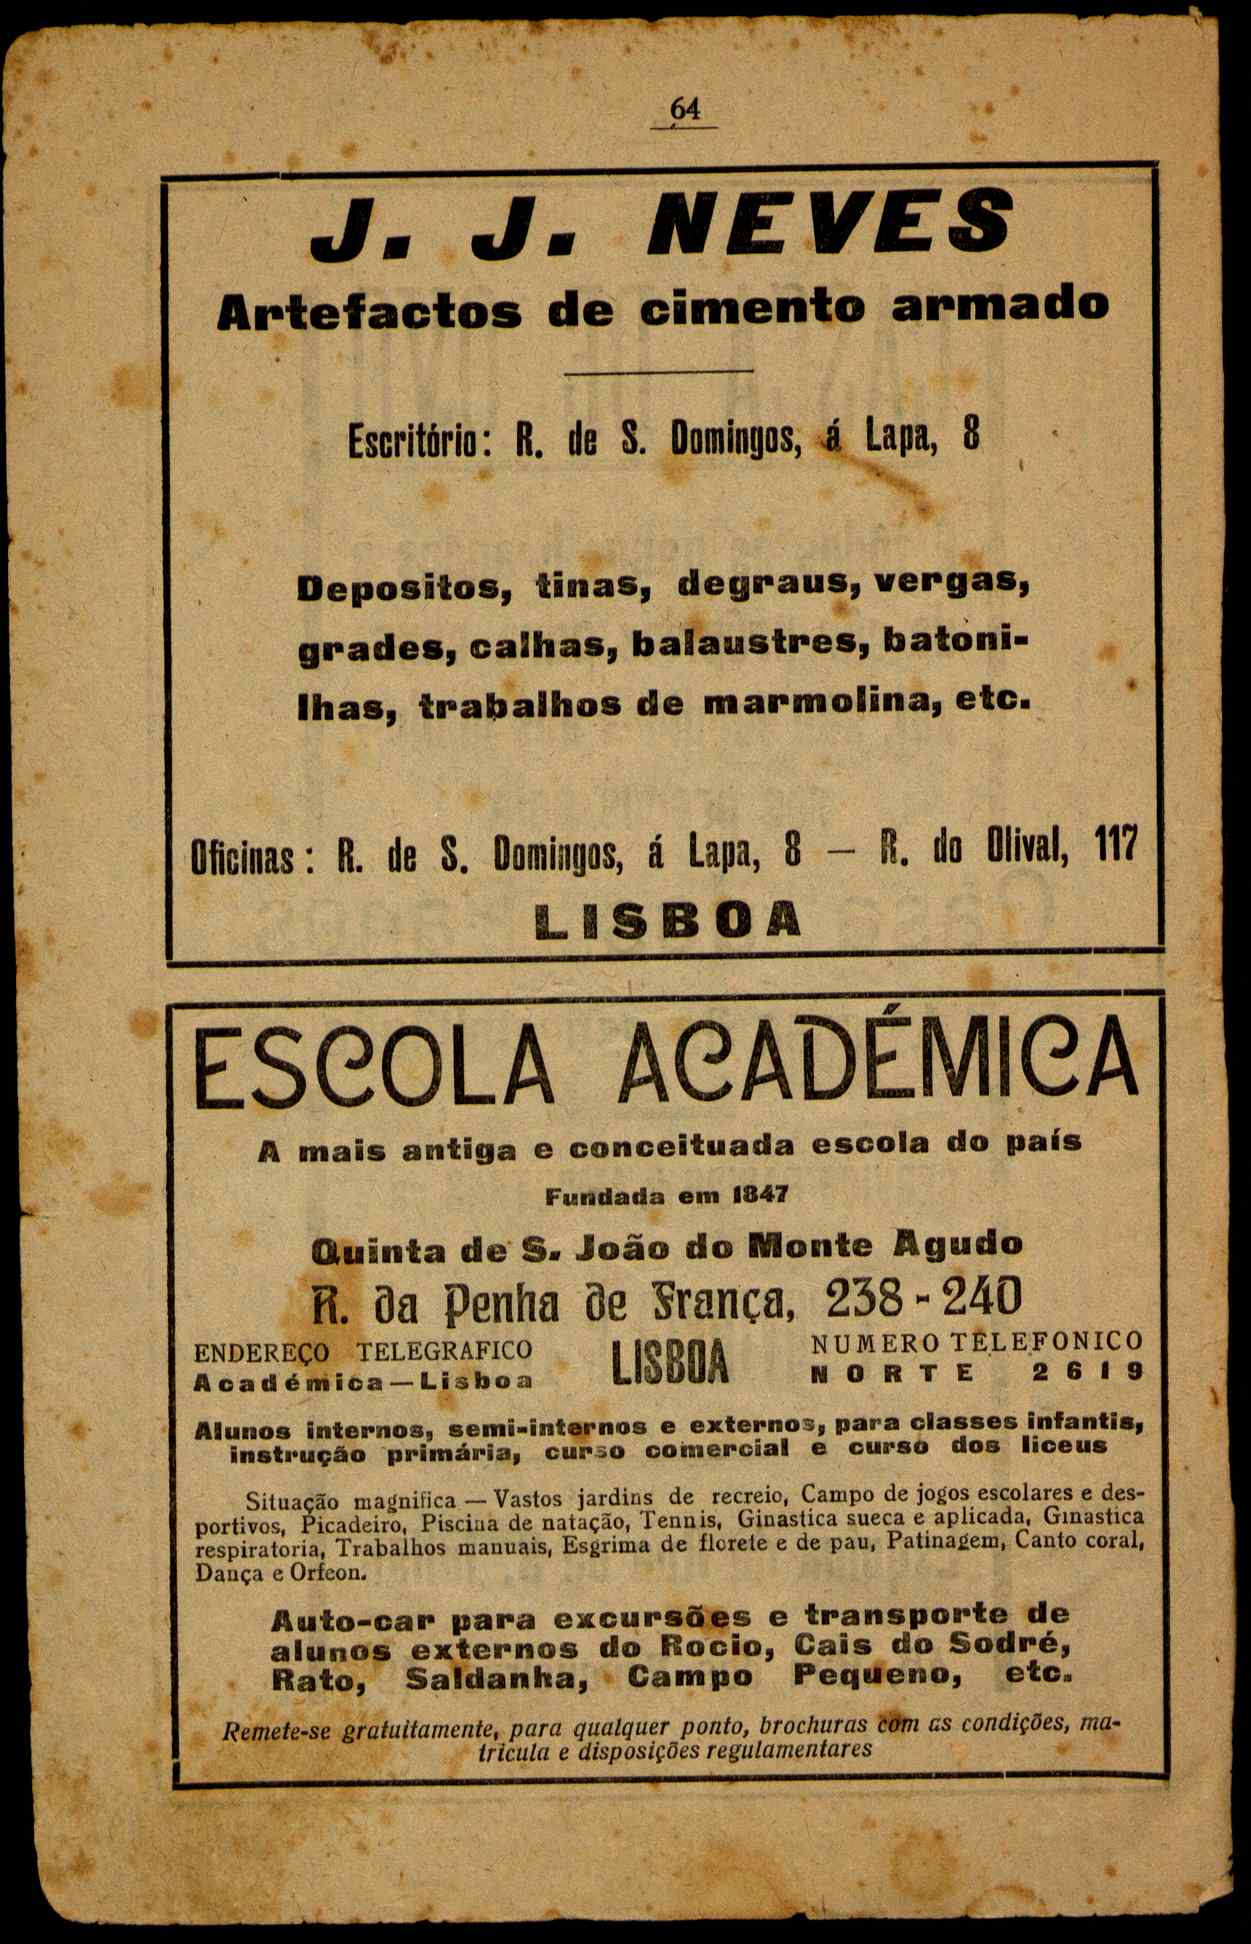 64
J. J. NEVES
Artefactos de cimento armado
Escritório: R. de S. Domingos, á Lapa, 8
Depositos, tinas, degraus, vergas,
grades, calhas, balaustres, batoni-
lhas, trabalhos de marmolina, etc.
Oficinas: R. de S. Domingos, á Lapa, 8 — R. do Olival, 117
LISBOA
ESCOLA ACADÉMICA
A mais antiga e conceituada escola do país
Fundada em 1847
Quinta de S. João do Monte Agudo
R. da Penha de França, 238-240
ENDEREÇO TELEGRAFICO
Académica—Lisboa
LISBOA
NUMERO TELEFONICO
NORTE 2619
Alunos internos, semi-internos e externos, para classes infantis,
instrução primária, curso comercial e curso dos liceus
Situação magnifica — Vastos jardins de recreio, Campo de jogos escolares e des-
portivos, Picadeiro, Piscina de natação, Tennis, Ginastica sueca e aplicada, Ginastica
respiratoria, Trabalhos manuais, Esgrima de florete e de pau, Patinagem, Canto coral,
Dança e Orfeon.
Auto-car para excursões e transporte de
alunos externos do Rocio, Cais do Sodré,
Rato, Saldanha, Campo Pequeno, etc.
Remete-se gratuitamente, para qualquer ponto, brochuras com as condições, ma-
tricula e disposições regulamentares